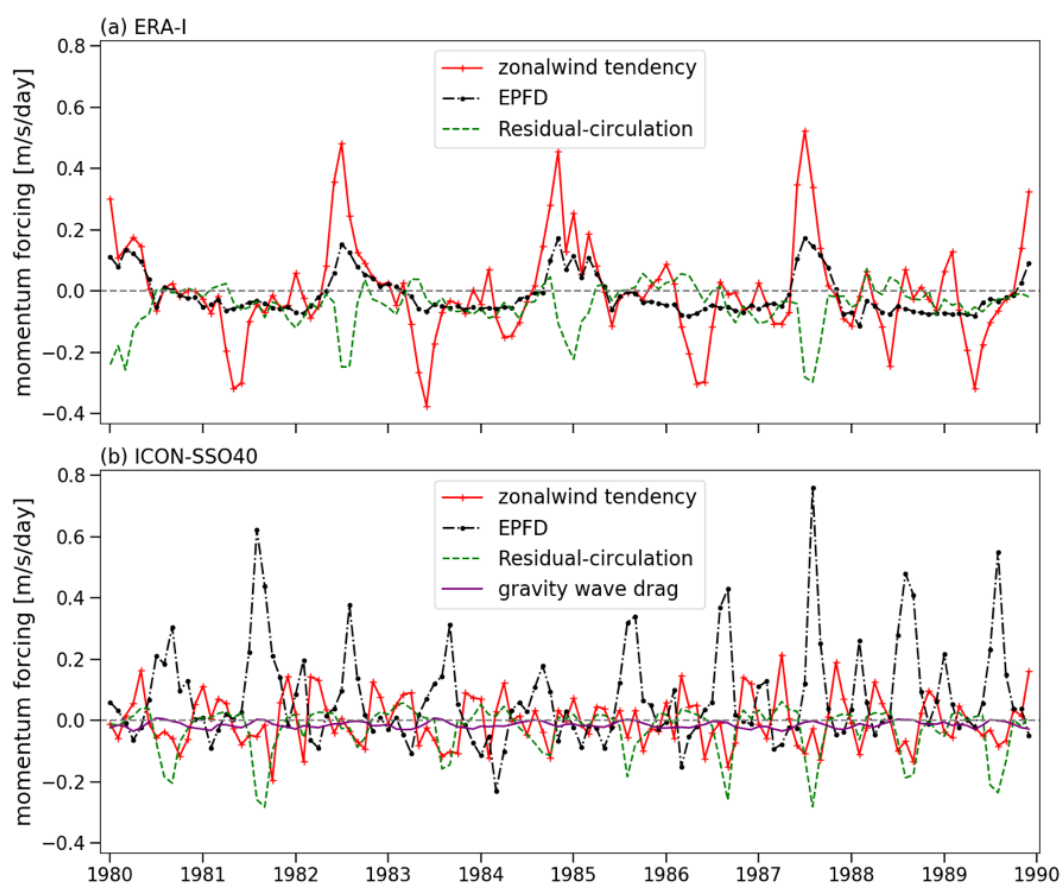 (a) ERA-I
momentum forcing [m/s/day]
0.8
0.6
0.4
0.2
0.0
−0.2
−0.4
zonalwind tendency
EPFD
Residual-circulation
(b) ICON-SSO40
momentum forcing [m/s/day]
0.8
0.6
0.4
0.2
0.0
−0.2
−0.4
zonalwind tendency
EPFD
Residual-circulation
gravity wave drag
1980 1981 1982 1983 1984 1985 1986 1987 1988 1989 1990